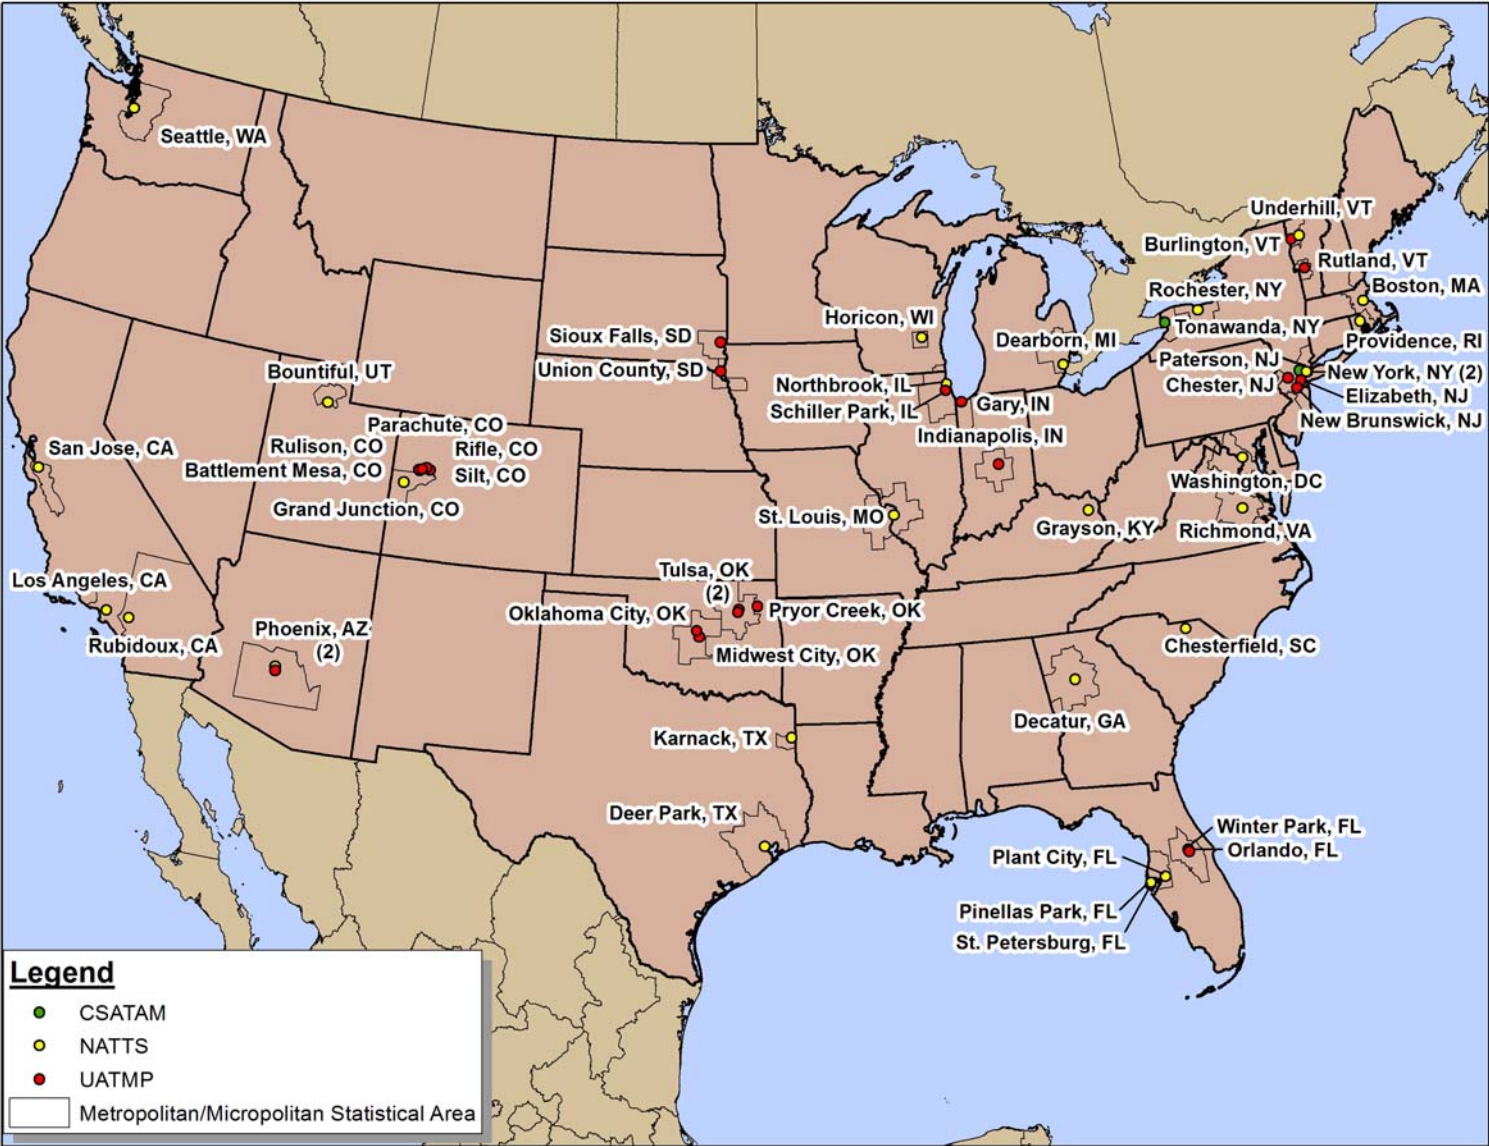 Seattle, WA
Underhill, VT
Burlington, VT
Rutland, VT
Boston, MA
Rochester, NY
Horicon, WI
Sioux Falls, SD
Dearborn, MI
Tonawanda, NY
Providence, RI
Paterson, NJ
Union County, SD
Bountiful, UT
New York, NY (2)
Northbrook, IL
Chester, NJ
Elizabeth, NJ
Schiller Park, IL
Gary, IN
New Brunswick, NJ
Parachute, CO
Indianapolis, IN
San Jose, CA
Rulison, CO
Rifle, CO
Battlement Mesa, CO
Silt, CO
Washington, DC
Grand Junction, CO
St. Louis, MO
Grayson, KY
Richmond, VA
Tulsa, OK
(2)
Los Angeles, CA
Oklahoma City, OK
Pryor Creek, OK
Phoenix, AZ
(2)
Rubidoux, CA
Midwest City, OK
Chesterfield, SC
Decatur, GA
Karnack, TX
Deer Park, TX
Winter Park, FL
Orlando, FL
Plant City, FL
Pinellas Park, FL
St. Petersburg, FL
Legend
CSATAM
NATTS
UATMP
Metropolitan/Micropolitan Statistical Area